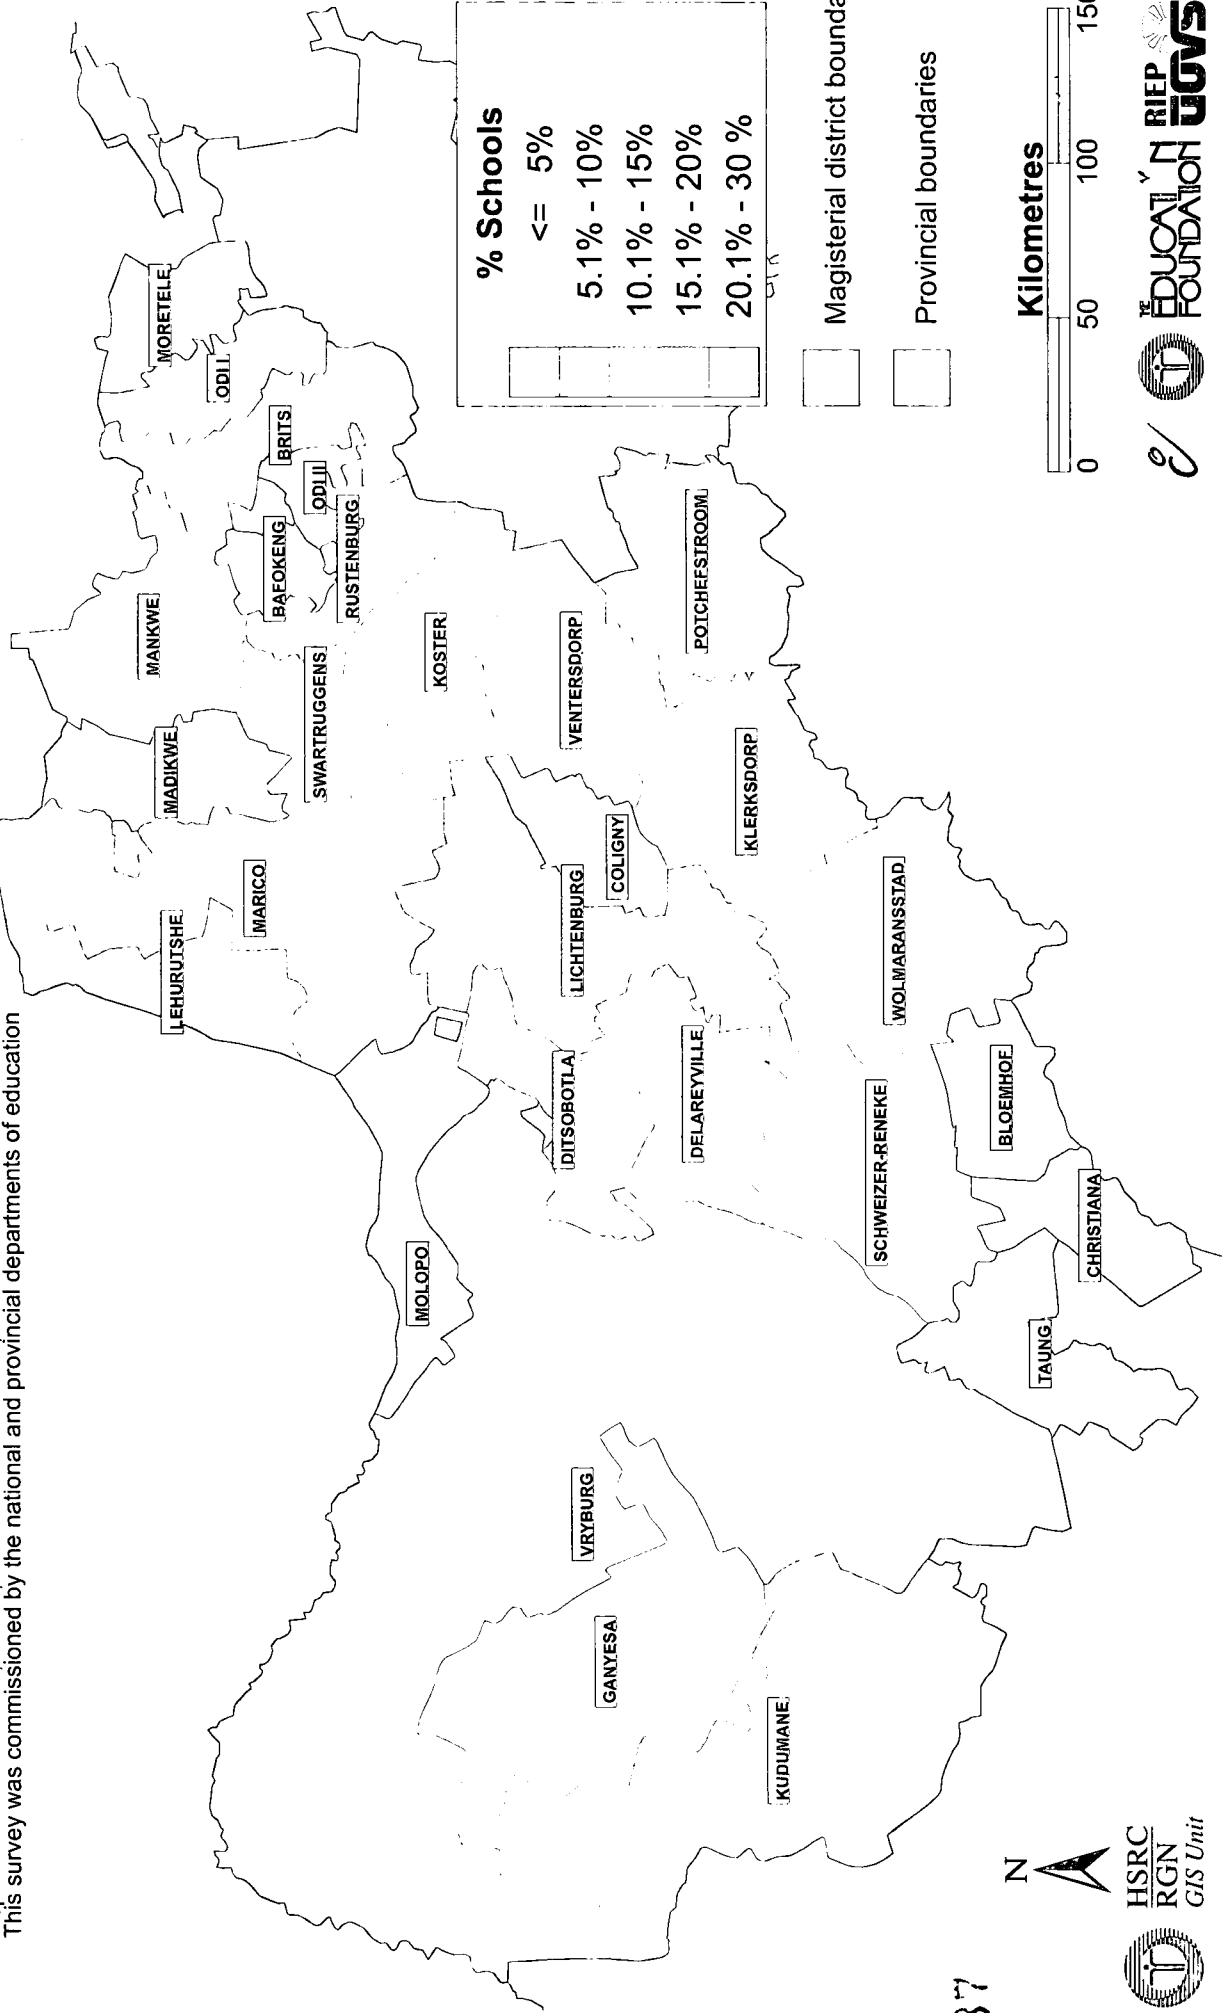 This survey was commissioned by the national and provincial departments of education
MORETELE
ODI I
BRITS
ODI II
MANKWE
BAFOKENG
RUSTENBURG
MADIKWE
SWARTRUGGENS
KOSTER
LEHURUTSHE
MARICO
VENTERSDORP
POTCHEFSTROOM
COLIGNY
KLERKSDORP
LICHTENBURG
WOLMARANSSTAD
DITSOBOTLA
DELAREYVILLE
MOLOPO
SCHWEIZER-RENEKE
BLOEMHOF
CHRISTIANA
TAUNG
VRYBURG
GANYESA
KUDUMANE
% Schools
<= 5%
5.1% - 10%
10.1% - 15%
15.1% - 20%
20.1% - 30 %
Magisterial district
Provincial boundaries
Kilometres
0 50 100
N
HSRC
RGN
GIS Unit
THE
EDUCATION
FOUNDATION
RIEP
UOVS
37